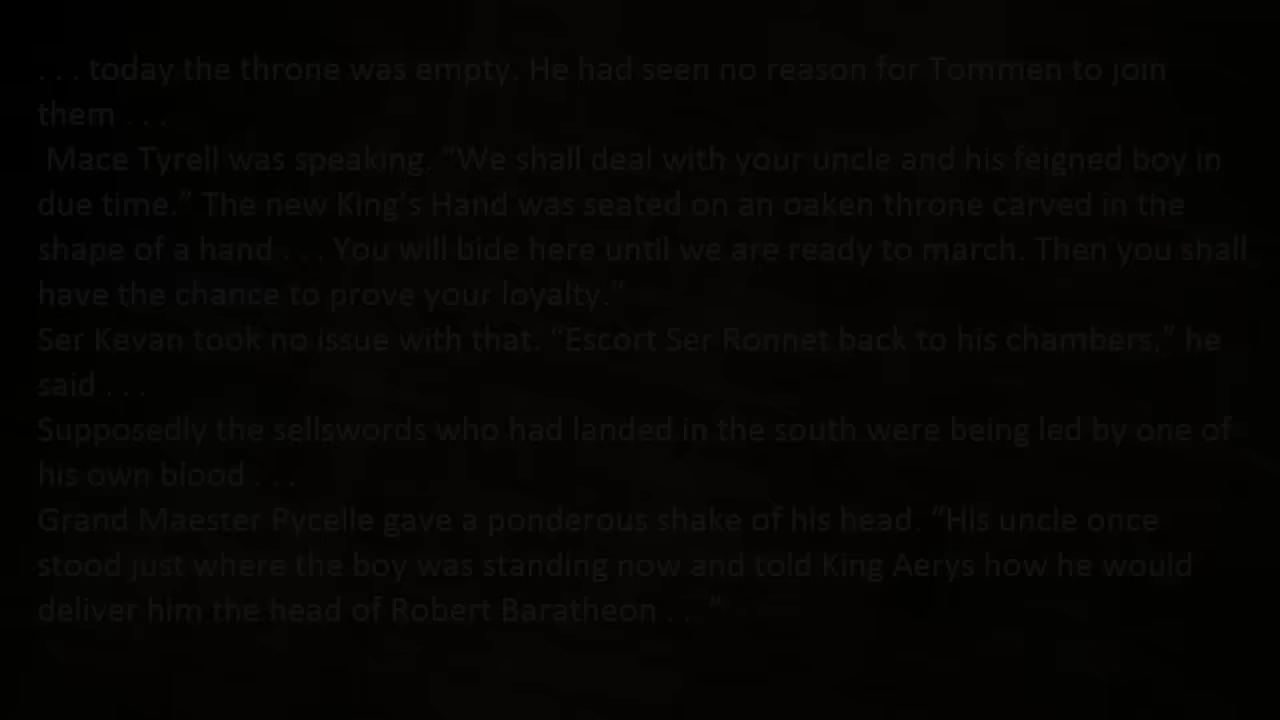 . . . today the throne was empty. He had seen no reason for Tommen to join
them . . .
Mace Tyrell was speaking. “We shall deal with your uncle and his feigned boy in
due time.” The new King’s Hand was seated on an oaken throne carved in the
shape of a hand . . . You will bide here until we are ready to march. Then you shall
have the chance to prove your loyalty.”
Ser Kevan took no issue with that. “Escort Ser Ronnet back to his chambers,” he
said . . .
Supposedly the sellswords who had landed in the south were being led by one of
his own blood . . .
Grand Maester Pycelle gave a ponderous shake of his head. “His uncle once
stood just where the boy was standing now and told King Aerys how he would
deliver him the head of Robert Baratheon . . .”